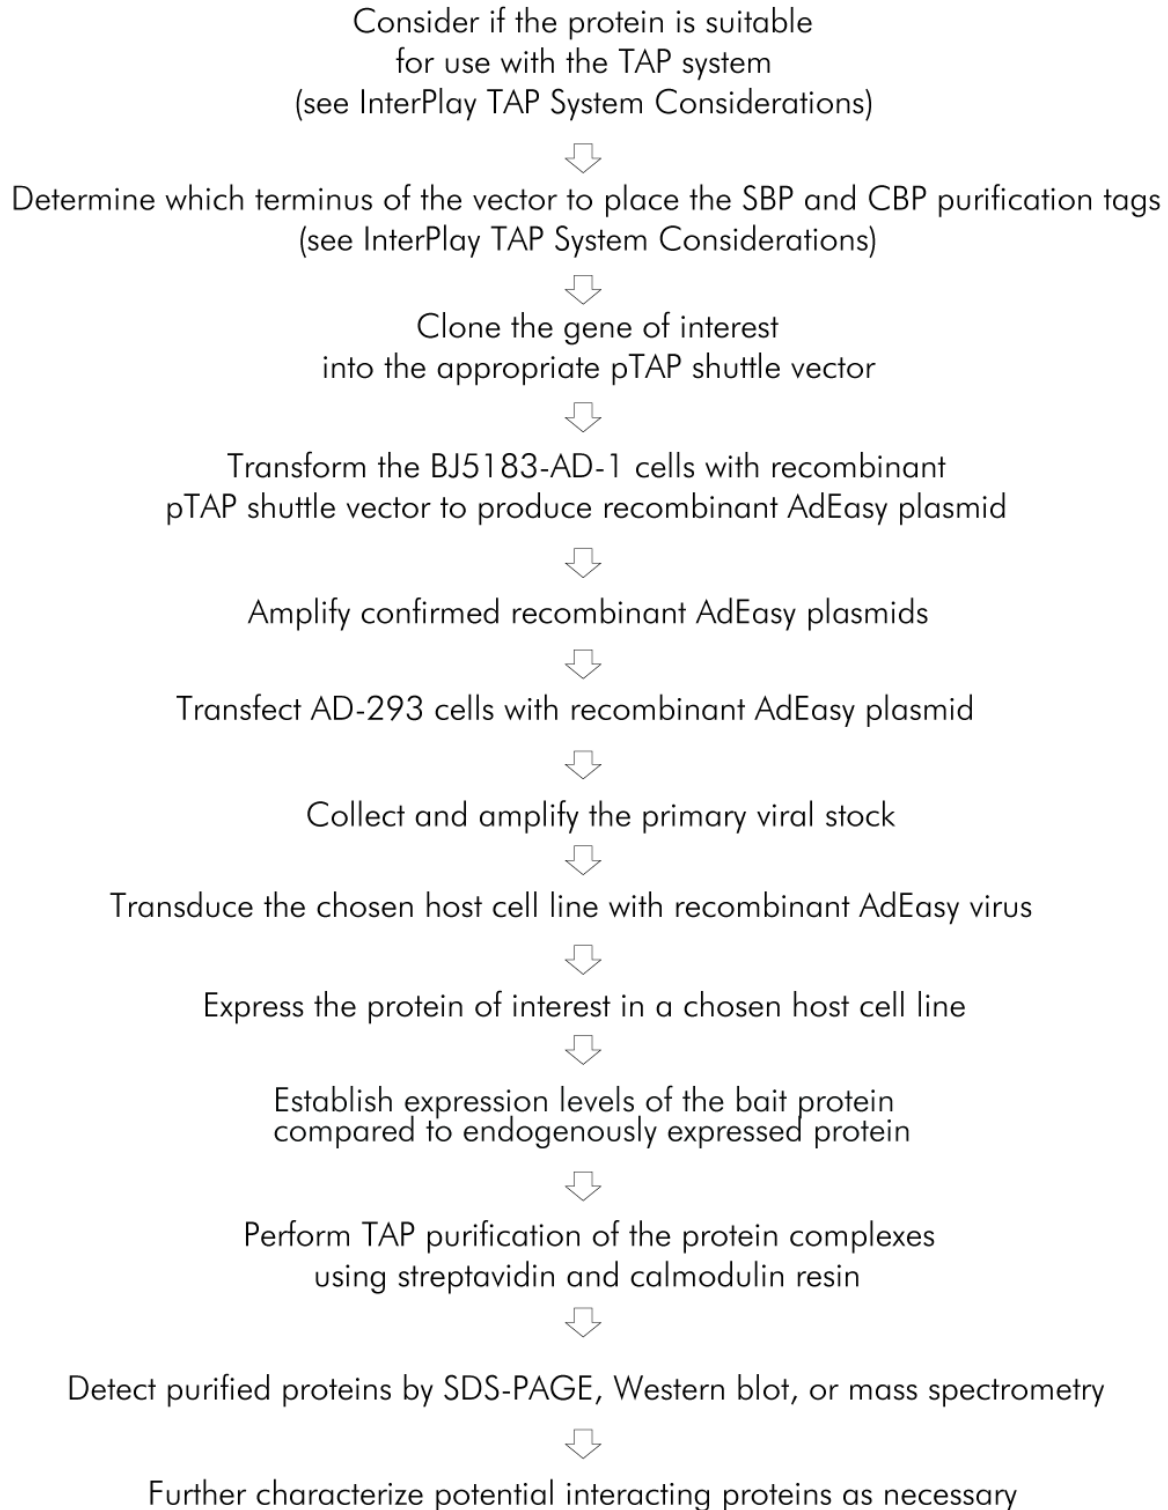 Consider if the protein is suitable
for use with the TAP system
(see InterPlay TAP System Considerations)
Determine which terminus of the vector to place the SBP and CBP purification tags
(see InterPlay TAP System Considerations)
Clone the gene of interest
into the appropriate pTAP shuttle vector
Transform the BJ5183-AD-1 cells with recombinant
pTAP shuttle vector to produce recombinant AdEasy plasmid
Amplify confirmed recombinant AdEasy plasmids
Transfect AD-293 cells with recombinant AdEasy plasmid
Collect and amplify the primary viral stock
Transduce the chosen host cell line with recombinant AdEasy virus
Express the protein of interest in a chosen host cell line
Establish expression levels of the bait protein
compared to endogenously expressed protein
Perform TAP purification of the protein complexes
using streptavidin and calmodulin resin
Detect purified proteins by SDS-PAGE, Western blot, or mass spectrometry
Further characterize potential interacting proteins as necessary